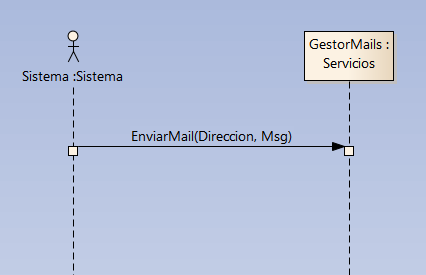 GestorMails :
Servicios
Sistema :Sistema
EnviarMail(Direccion, Msg)